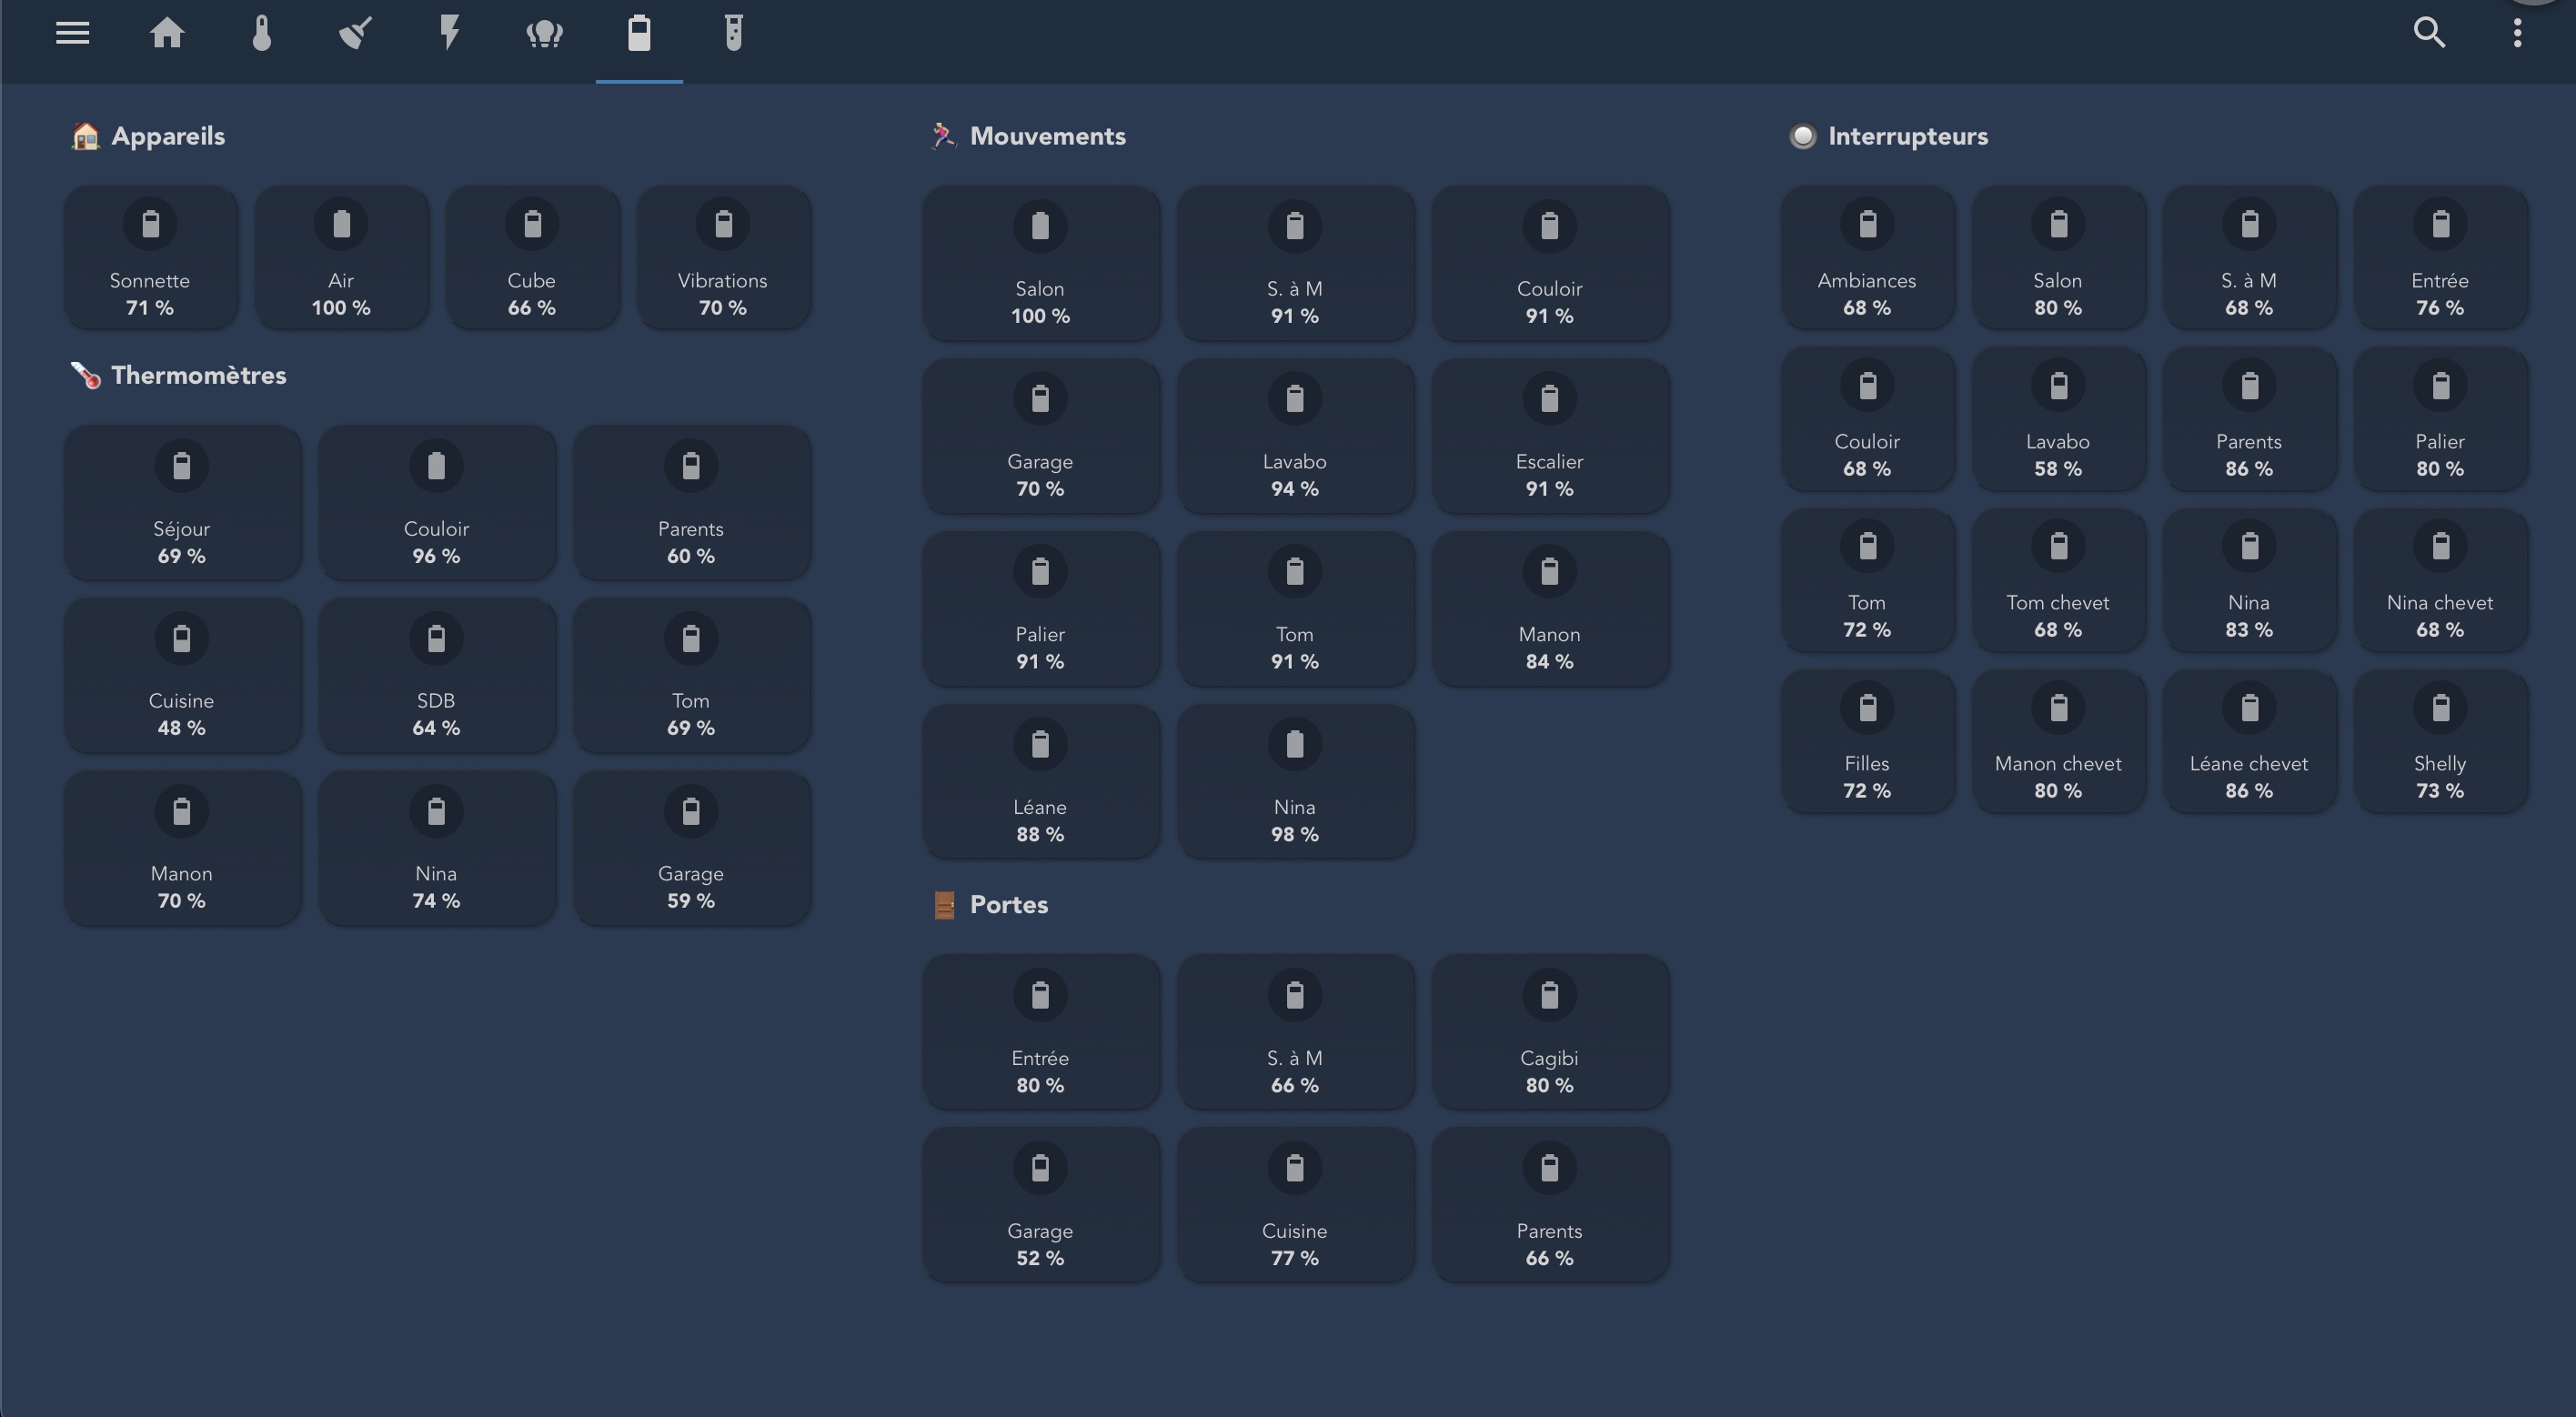 Appareils
Sonnette
71 %
Air
100 %
Cube
66 %
Vibrations
70 %
Thermomètres
Séjour
69 %
Couloir
96 %
Parents
60 %
Cuisine
48 %
SDB
64 %
Tom
69 %
Manon
70 %
Nina
74 %
Garage
59 %
Mouvements
Salon
100 %
S. à M
91 %
Couloir
91 %
Garage
70 %
Lavabo
94 %
Escalier
91 %
Palier
91 %
Tom
91 %
Manon
84 %
Léane
88 %
Nina
98 %
Portes
Entrée
80 %
S. à M
66 %
Cagibi
80 %
Garage
52 %
Cuisine
77 %
Parents
66 %
Interrupteurs
Ambiances
68 %
Salon
80 %
S. à M
68 %
Entrée
76 %
Couloir
68 %
Lavabo
58 %
Parents
86 %
Palier
80 %
Tom
72 %
Tom chevet
68 %
Nina
83 %
Nina chevet
68 %
Filles
72 %
Manon chevet
80 %
Léane chevet
86 %
Shelly
73 %